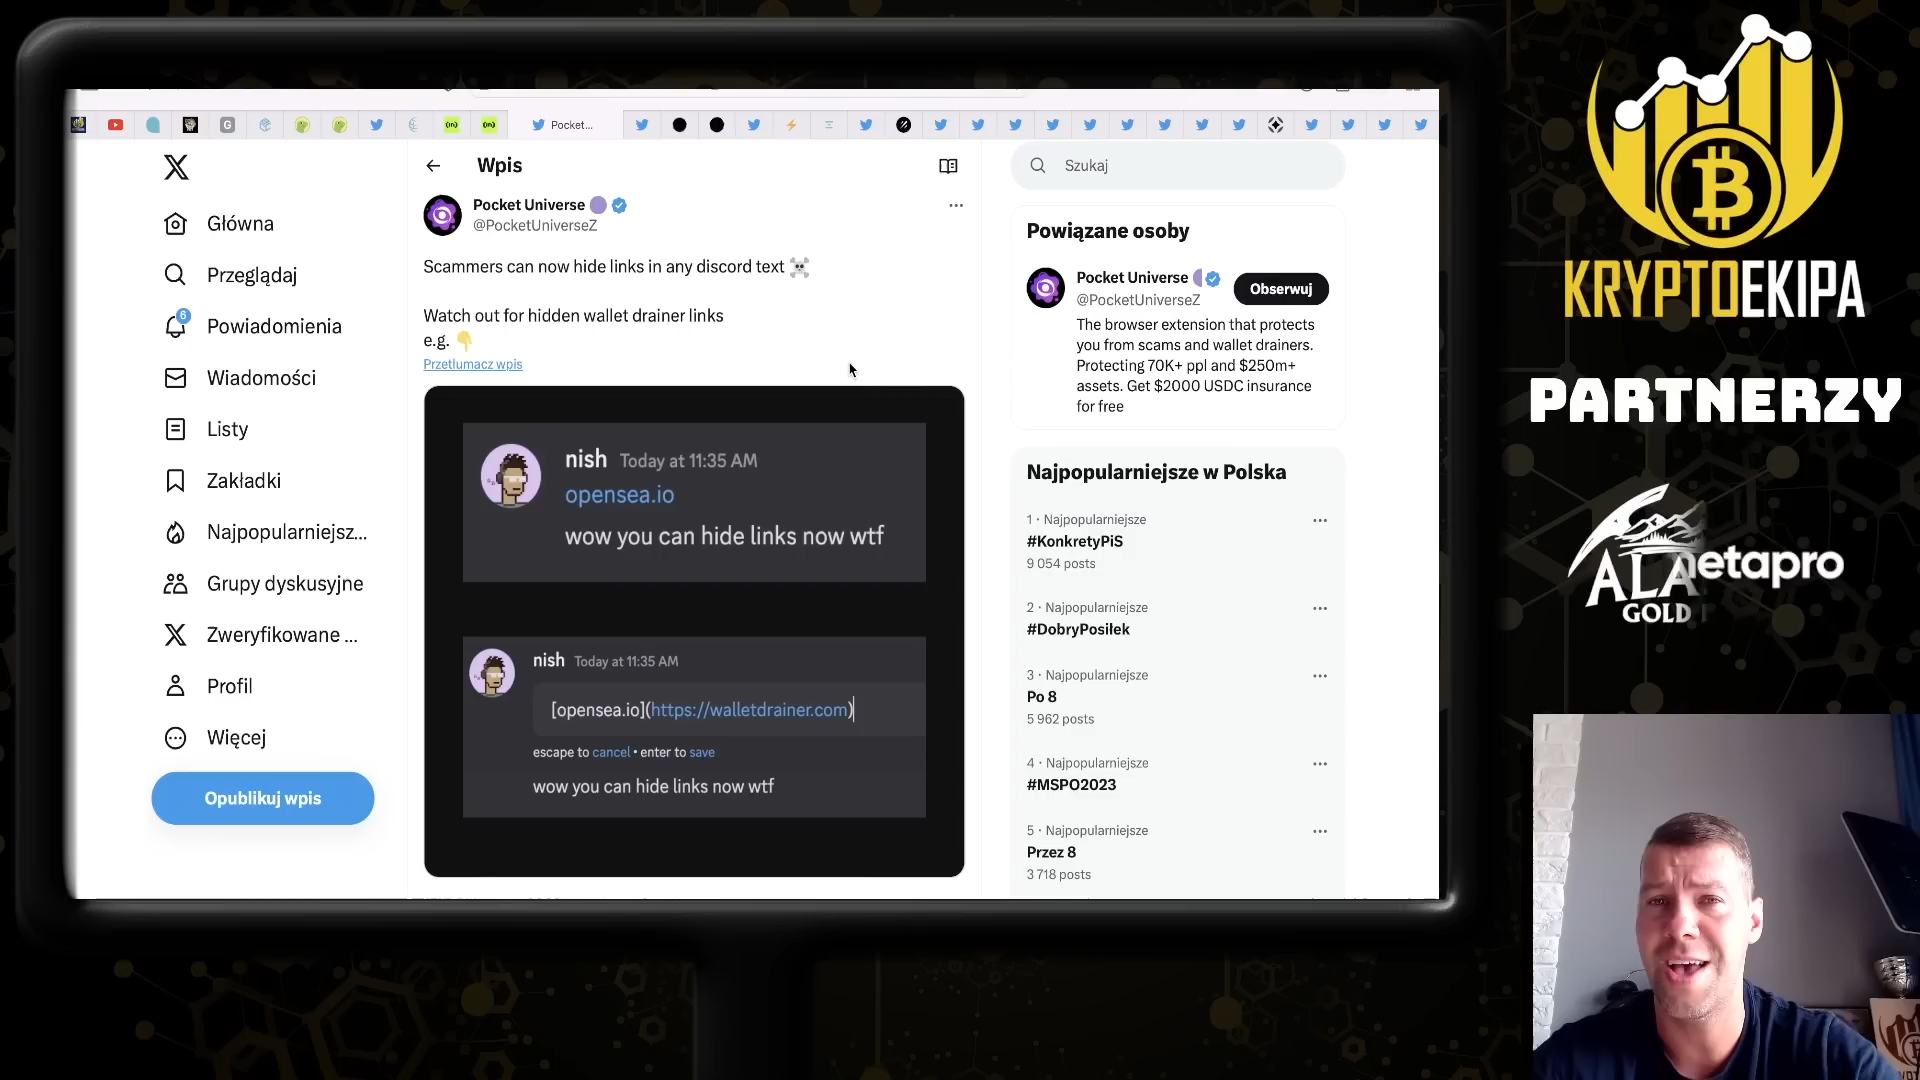 Pocket...
Główna
Przeglądaj
6
Powiadomienia
Wiadomości
Listy
Zakładki
Najpopularniejsz...
Grupy dyskusyjne
Zweryfikowane ...
Profil
Więcej
Opublikuj wpis
Wpis
Pocket Universe
@PocketUniverseZ
Scammers can now hide links in any discord text
Watch out for hidden wallet drainer links
e.g.
Przetłumacz wpis
nish Today at 11:35 AM
opensea.io
wow you can hide links now wtf
nish Today at 11:35 AM
[opensea.io](https://walletdrainer.com)
escape to cancel • enter to save
wow you can hide links now wtf
Szukaj
Powiązane osoby
Pocket Universe
@PocketUniverseZ
Obserwuj
The browser extension that protects
you from scams and wallet drainers.
Protecting 70K+ ppl and $250m+
assets. Get $2000 USDC insurance
for free
Najpopularniejsze w Polska
1 · Najpopularniejsze
#KonkretyPiS
9 054 posts
2 · Najpopularniejsze
#DobryPosiłek
3 · Najpopularniejsze
Po 8
5 962 posts
4 · Najpopularniejsze
#MSPO2023
5 · Najpopularniejsze
Przez 8
3 718 posts
KRYPTOEKIPA
PARTNERZY
ALA
etapro
GOLD